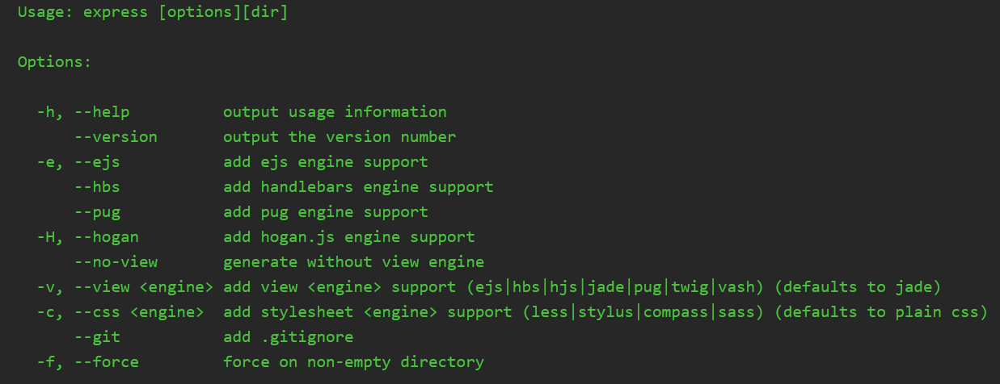 Usage: express [options][dir]
Options:
-h, --help output usage information
--version output the version number
-e, --ejs add ejs engine support
--hbs add handlebars engine support
--pug add pug engine support
-H, --hogan add hogan.js engine support
--no-view generate without view engine
-v, --view <engine> add view <engine> support (ejs|hbs|hjs|jade|pug|twig|vash) (defaults to jade)
-c, --css <engine> add stylesheet <engine> support (less|stylus|compass|sass) (defaults to plain css)
--git add .gitignore
-f, --force force on non-empty directory